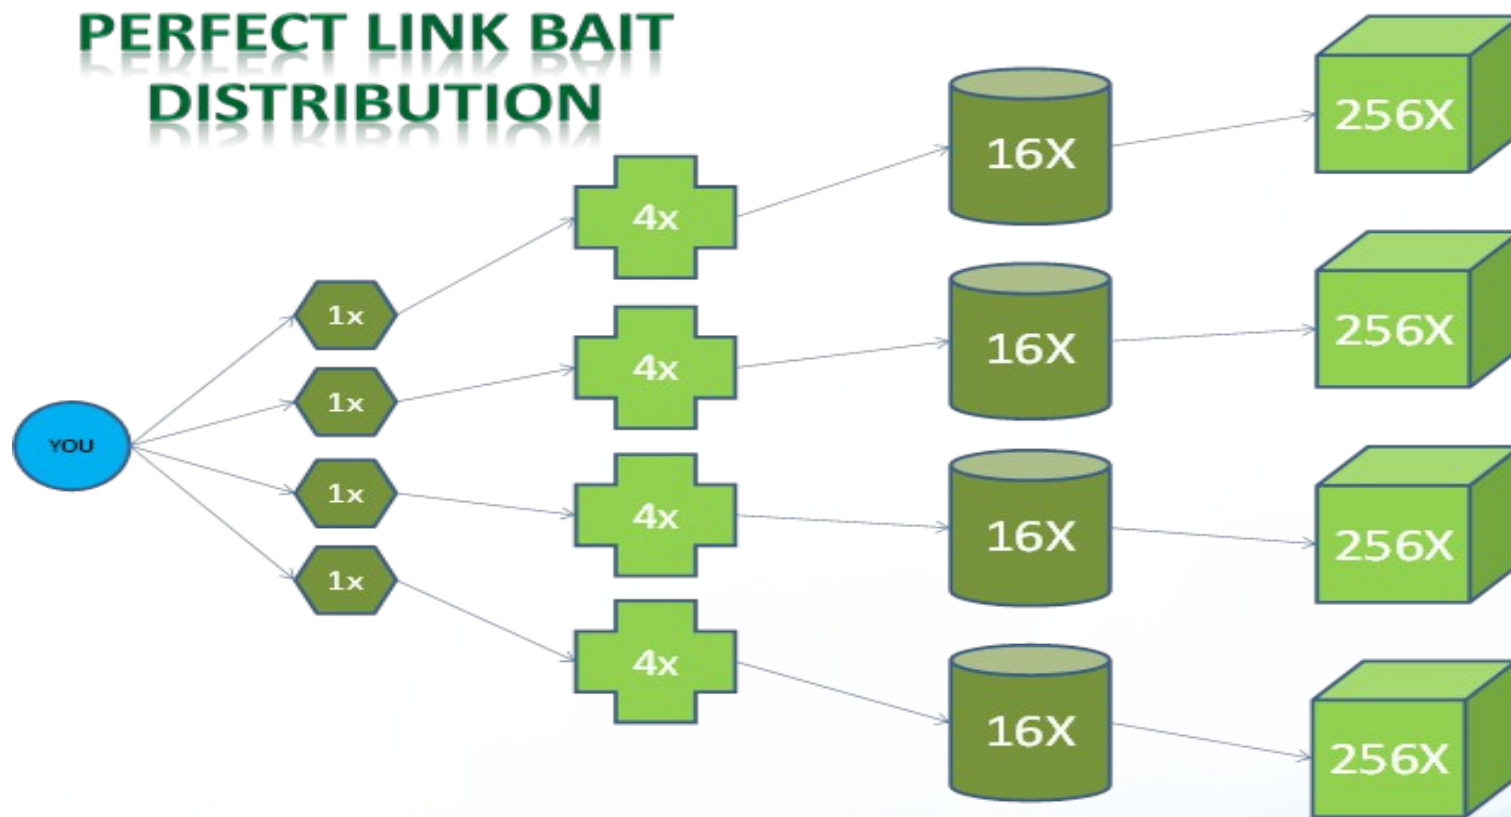 PERFECT LINK BAIT
DISTRIBUTION
YOU
1x
1x
1x
1x
4x
4x
4x
4x
16X
16X
16X
16X
256X
256X
256X
256X